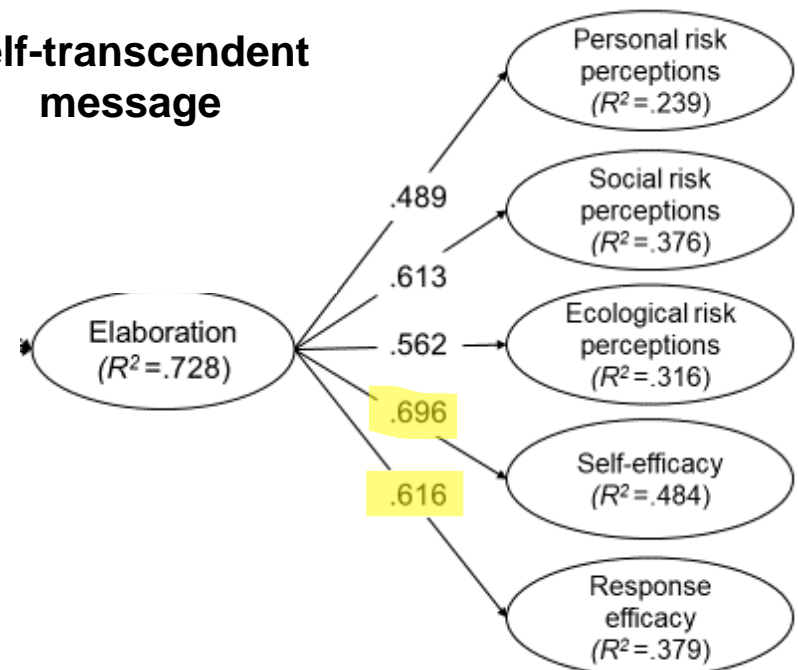 elf-transcendent
message
Personal risk
perceptions
(R²=.239)
.489
Social risk
perceptions
(R²=.376)
.613
Elaboration
(R²=.728)
.562
Ecological risk
perceptions
(R²=.316)
.696
Self-efficacy
(R²=.484)
.616
Response
efficacy
(R²=.379)